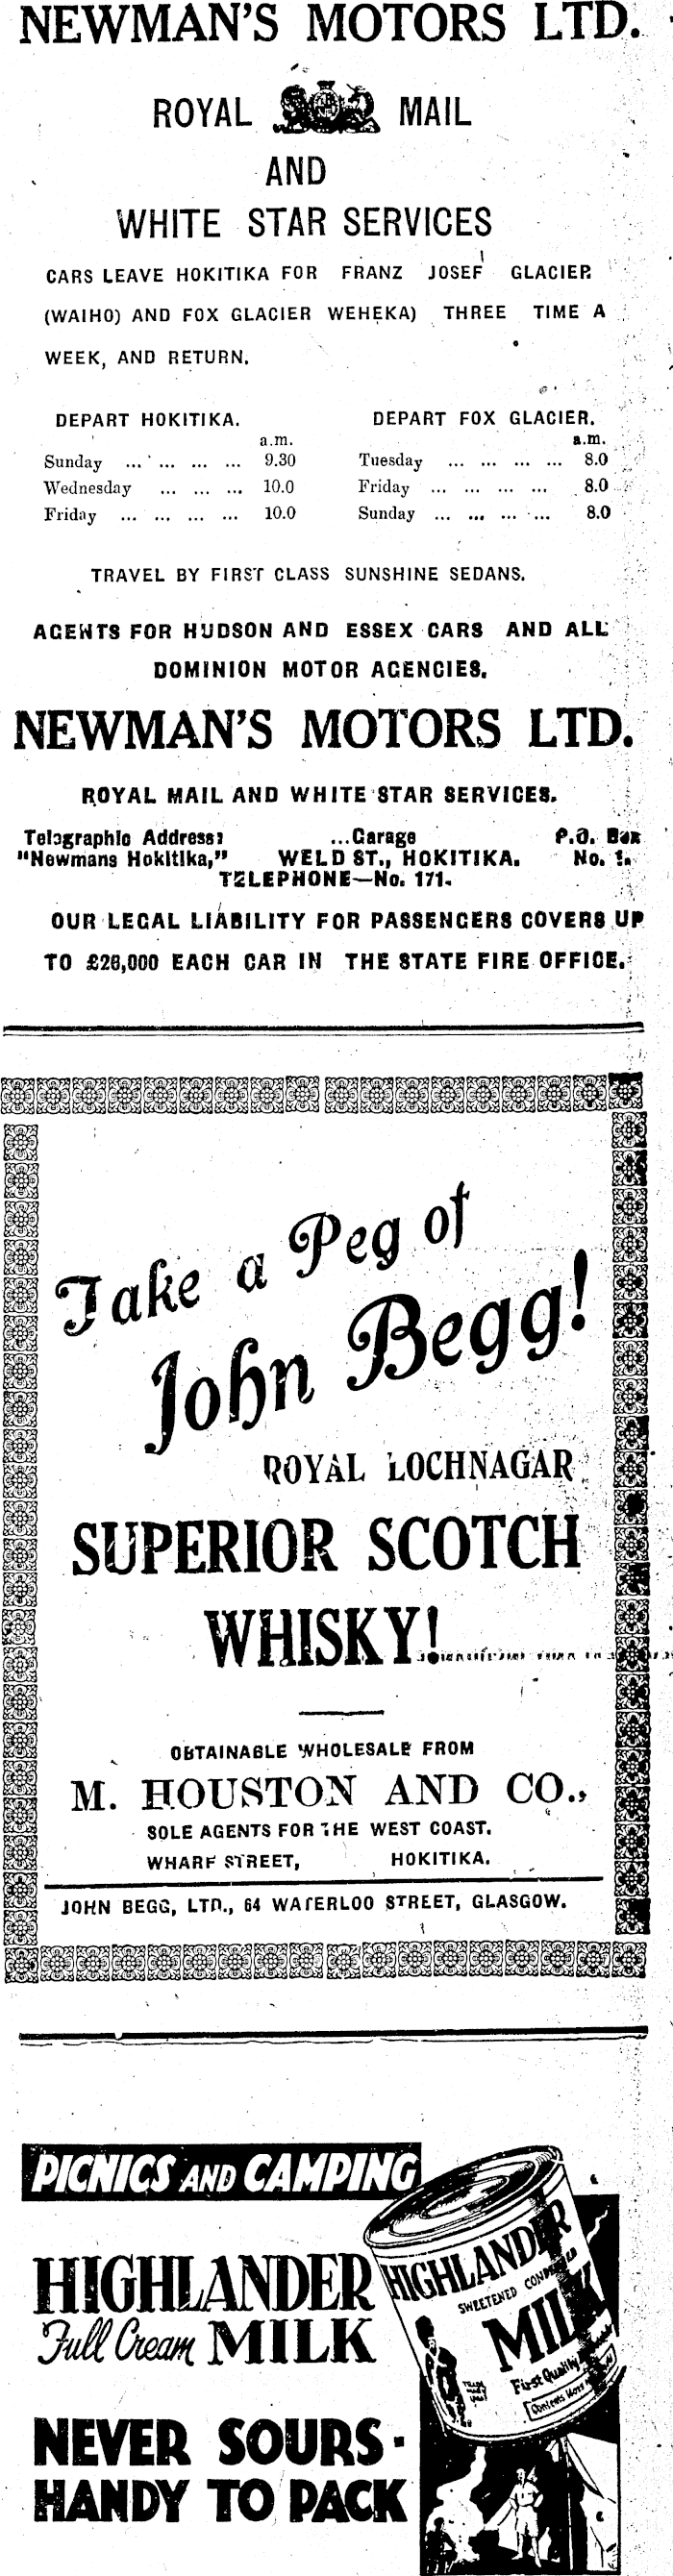 NEWMAN'S MOTORS LTD.
ROYAL MAIL
AND
WHITE STAR SERVICES
CARS LEAVE HOKITIKA FOR FRANZ JOSEF GLACIER
(WAIHO) AND FOX GLACIER WEHEKA) THREE TIME A
WEEK, AND RETURN.
DEPART HOKITIKA. DEPART FOX GLACIER.
a.m. a.m.
Sunday ... ... ... ... 9.30 Tuesday ... ... ... ... 8.0
Wednesday ... ... ... 10.0 Friday ... ... ... ... 8.0
Friday ... ... ... ... 10.0 Sunday ... ... ... ... 8.0
TRAVEL BY FIRST CLASS SUNSHINE SEDANS.
AGENTS FOR HUDSON AND ESSEX CARS AND ALL
DOMINION MOTOR AGENCIES.
NEWMAN'S MOTORS LTD.
ROYAL MAIL AND WHITE STAR SERVICES.
Telegraphic Address: ...Garage P.O. Box
"Newmans Hokitika," WELD ST., HOKITIKA. No. 1.
TELEPHONE—No. 171.
OUR LEGAL LIABILITY FOR PASSENGERS COVERS UP
TO £26,000 EACH CAR IN THE STATE FIRE OFFICE.
Take a Peg of
John Begg!
ROYAL LOCHNAGAR
SUPERIOR SCOTCH
WHISKY!
OBTAINABLE WHOLESALE FROM
M. HOUSTON AND CO.,
SOLE AGENTS FOR THE WEST COAST.
WHARF STREET, HOKITIKA.
JOHN BEGG, LTD., 64 WATERLOO STREET, GLASGOW.
PICNICS AND CAMPING
HIGHLANDER
Full Cream MILK
NEVER SOURS·
HANDY TO PACK
HIGHLANDER
SWEETENED CONDENSED
MILK
First Quality